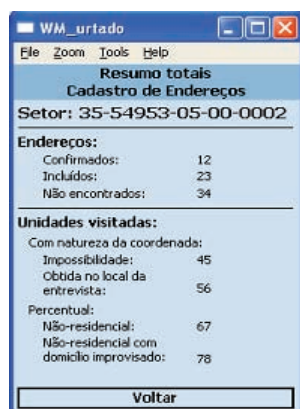 WM_urtado
File Zoom Tools Help
Resumo totais
Cadastro de Endereços
Setor: 35-54953-05-00-0002
Endereços:
Confirmados: 12
Incluídos: 23
Não encontrados: 34
Unidades visitadas:
Com natureza da coordenada:
Impossibilidade: 45
Obtida no local da
entrevista: 56
Percentual:
Não-residencial: 67
Não-residencial com
domicílio improvisado: 78
Voltar